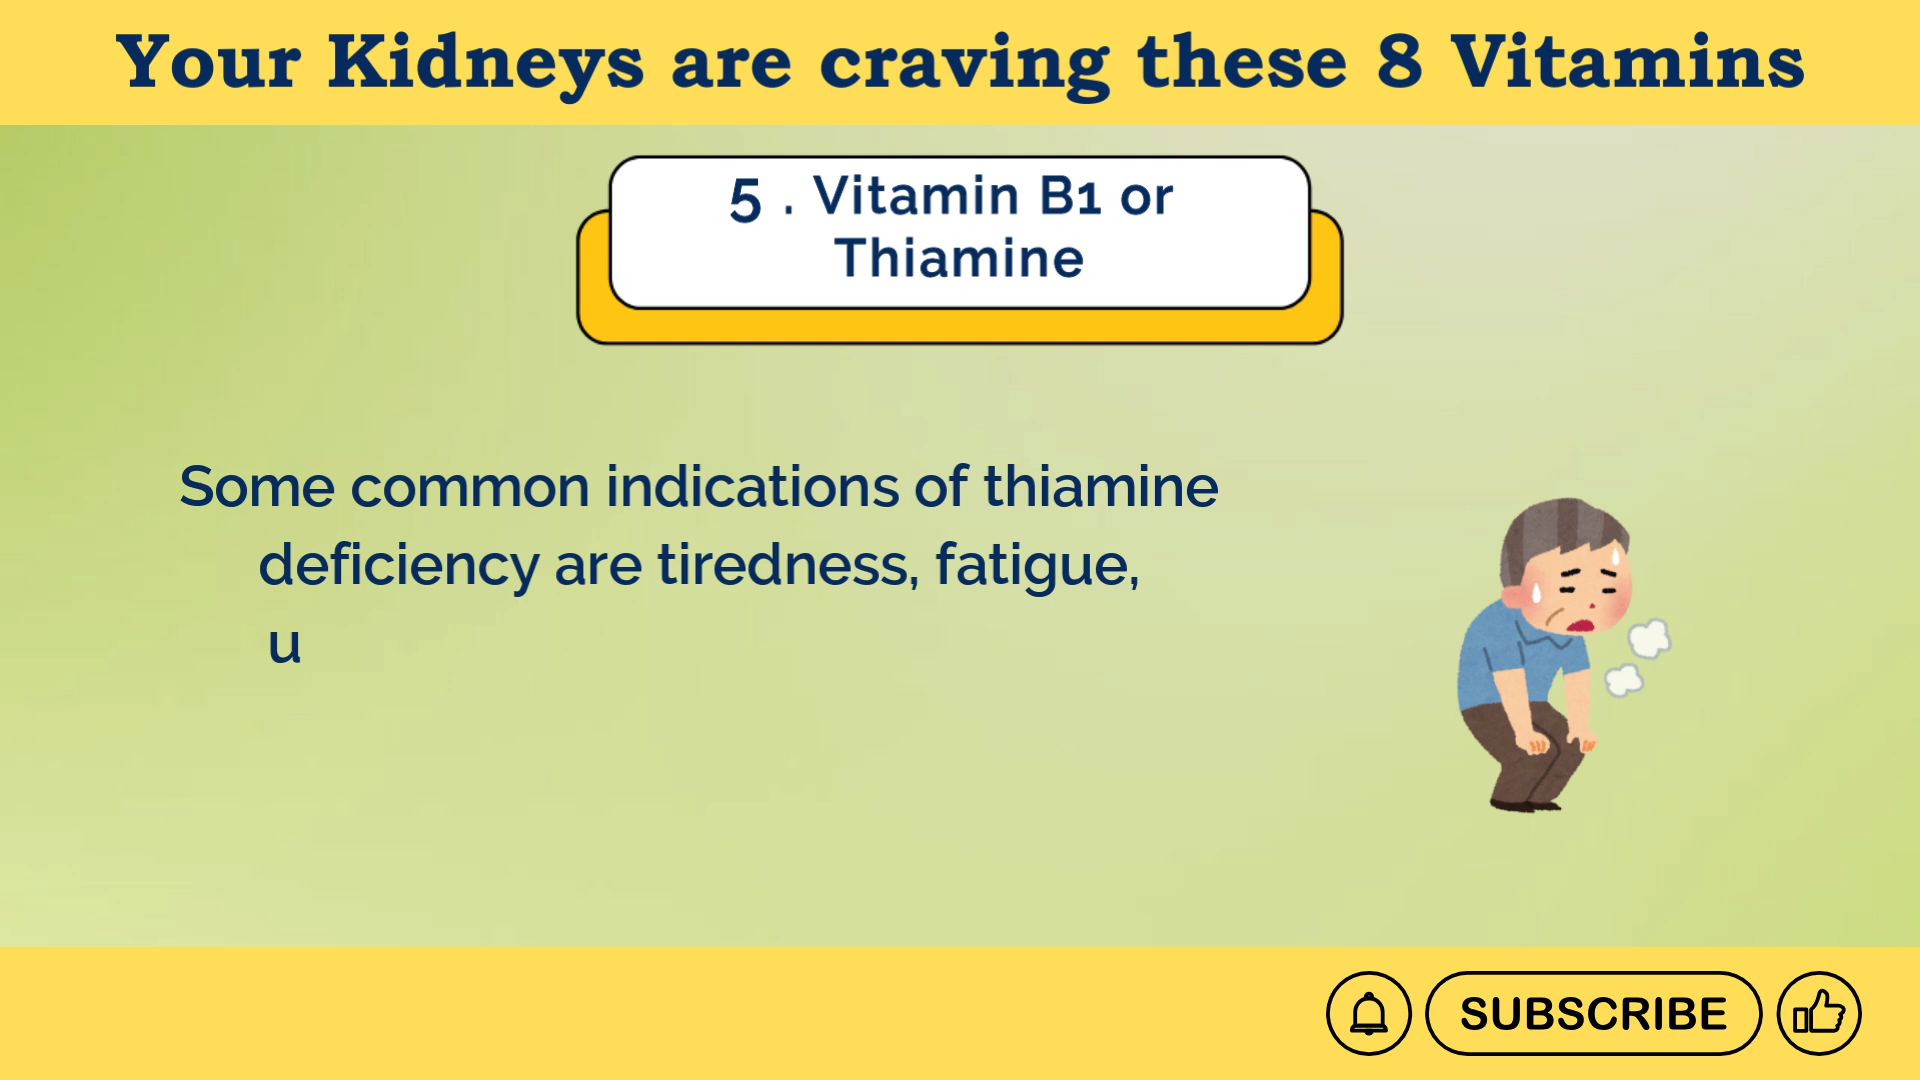 Your Kidneys are craving these 8 Vitamins
5 . Vitamin B1 or
Thiamine
Some common indications of thiamine
deficiency are tiredness, fatigue,
u
SUBSCRIBE